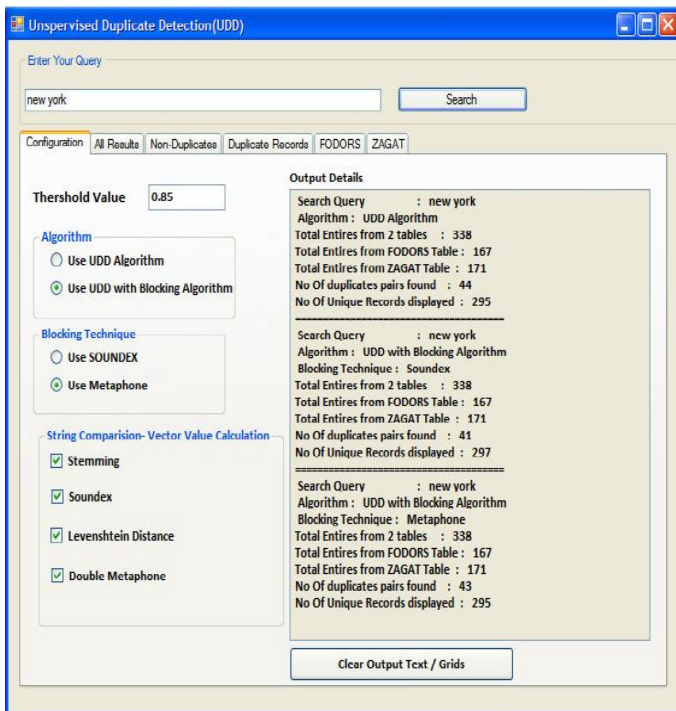 Unspervised Duplicate Detection(UDD)
Enter Your Query
new york
Search
Configuration
All Results
Non-Duplicates
Duplicate Records
FODORS
ZAGAT
Thershold Value
0.85
Algorithm
Use UDD Algorithm
Use UDD with Blocking Algorithm
Blocking Technique
Use SOUNDEX
Use Metaphone
String Comparision- Vector Value Calculation
Stemming
Soundex
Levenshtein Distance
Double Metaphone
Output Details
Search Query : new york
Algorithm : UDD Algorithm
Total Entires from 2 tables : 338
Total Entires from FODORS Table : 167
Total Entires from ZAGAT Table : 171
No Of duplicates pairs found : 44
No Of Unique Records displayed : 295
=====================================
Search Query : new york
Algorithm : UDD with Blocking Algorithm
Blocking Technique : Soundex
Total Entires from 2 tables : 338
Total Entires from FODORS Table : 167
Total Entires from ZAGAT Table : 171
No Of duplicates pairs found : 41
No Of Unique Records displayed : 297
=====================================
Search Query : new york
Algorithm : UDD with Blocking Algorithm
Blocking Technique : Metaphone
Total Entires from 2 tables : 338
Total Entires from FODORS Table : 167
Total Entires from ZAGAT Table : 171
No Of duplicates pairs found : 43
No Of Unique Records displayed : 295
Clear Output Text / Grids